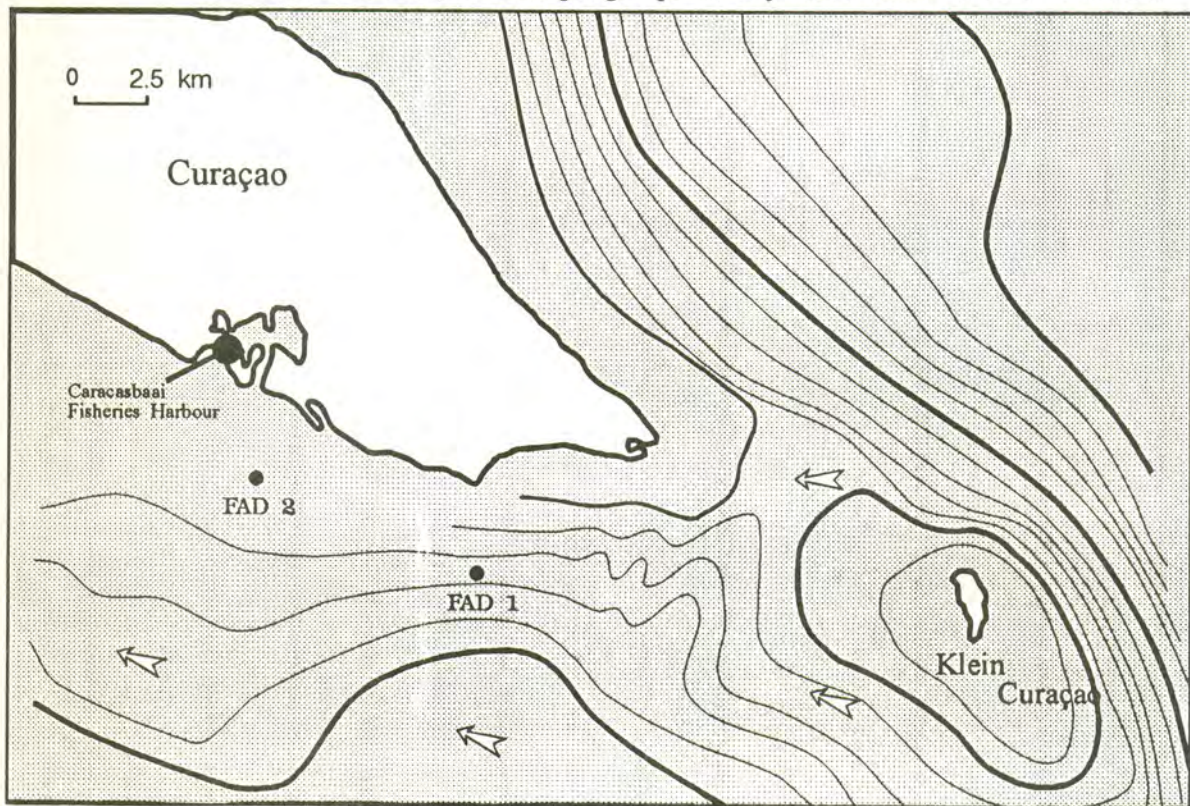 0 2.5 km
Curaçao
Caracasbaai
Fisheries Harbour
FAD 2
FAD 1
Klein
Curaçao